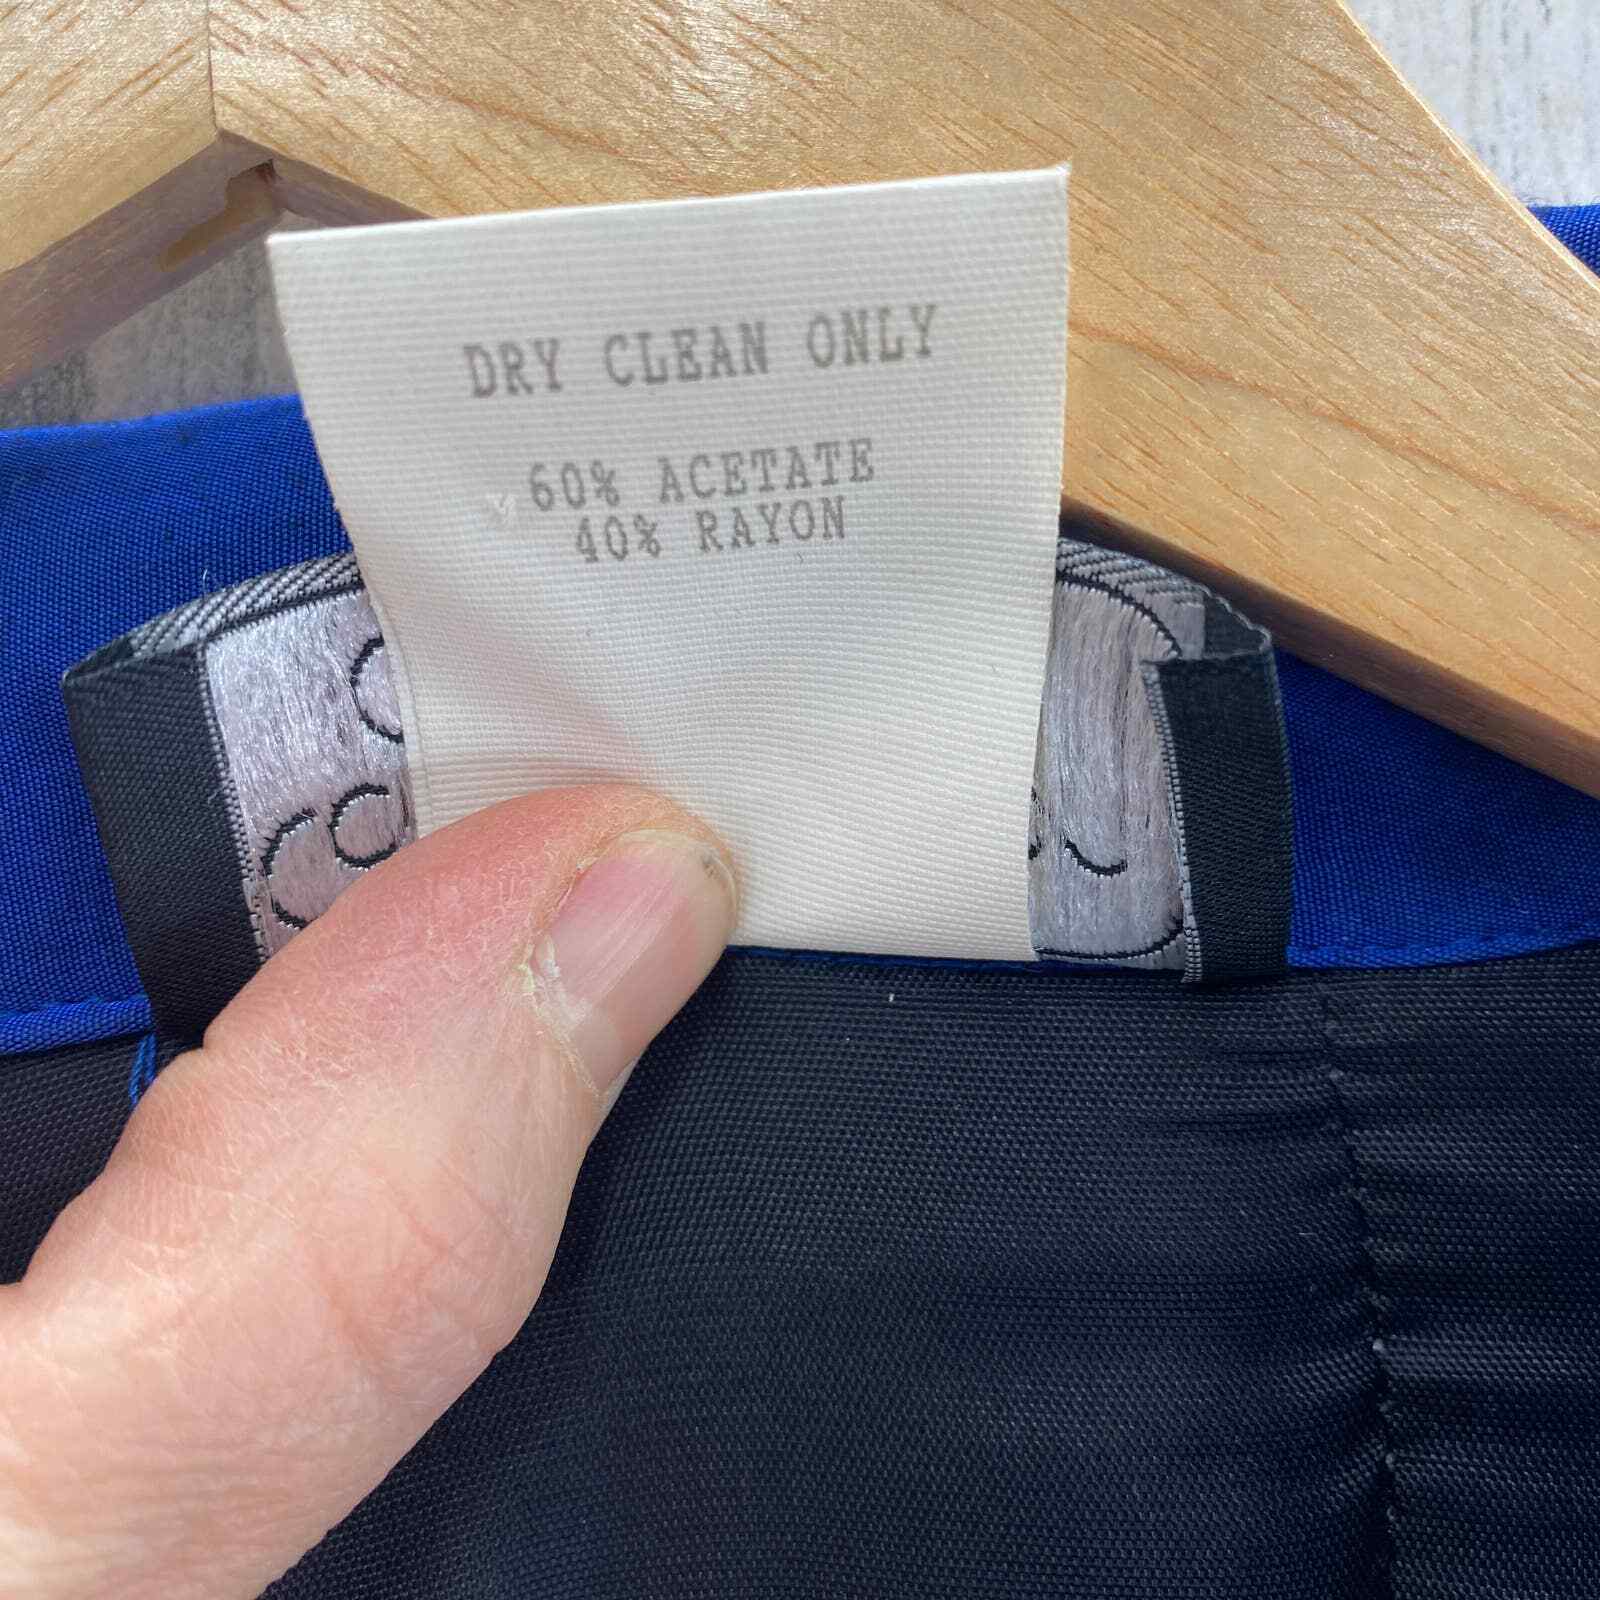 DRY CLEAN ONLY
60% ACETATE
40% RAYON